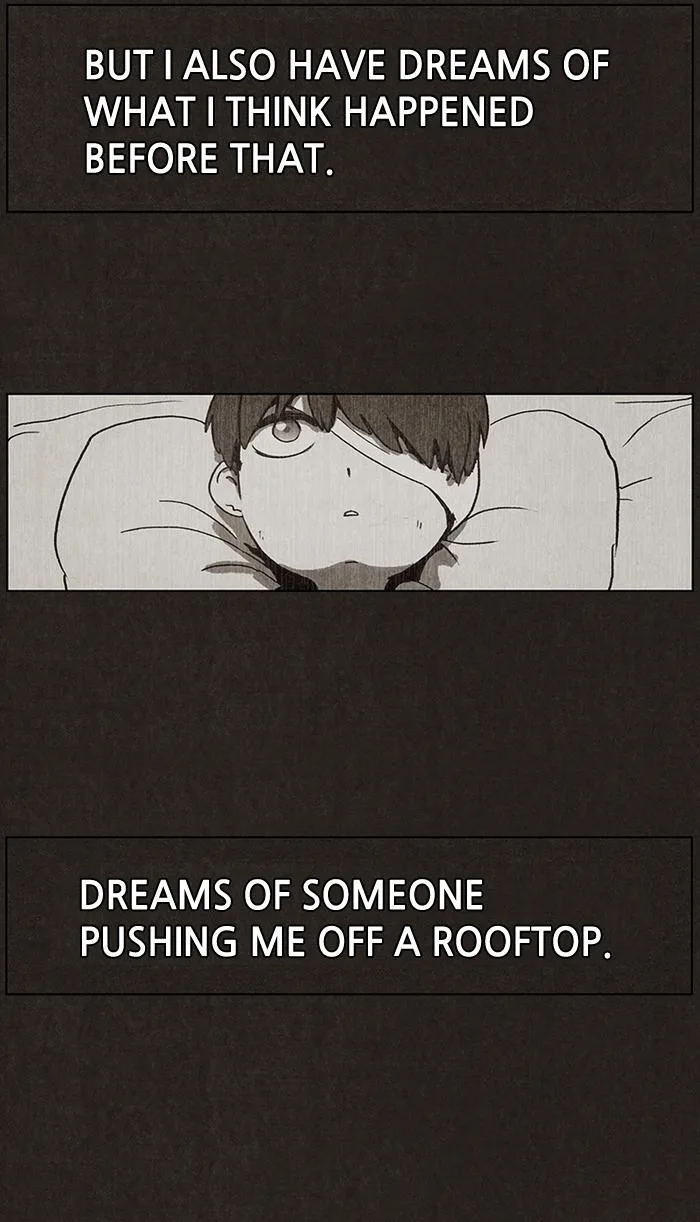 BUT I ALSO HAVE DREAMS OF
WHAT I THINK HAPPENED
BEFORE THAT.
DREAMS OF SOMEONE
PUSHING ME OFF A ROOFTOP.